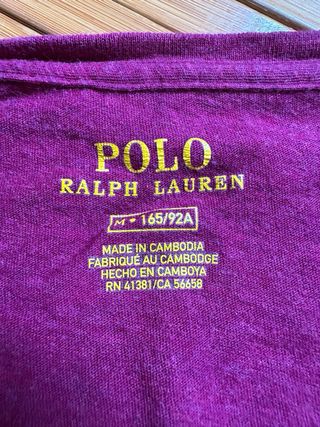 POLO
RALPH LAUREN
M • 165/92A
MADE IN CAMBODIA
FABRIQUÉ AU CAMBODGE
HECHO EN CAMBOYA
RN 41381/CA 56658